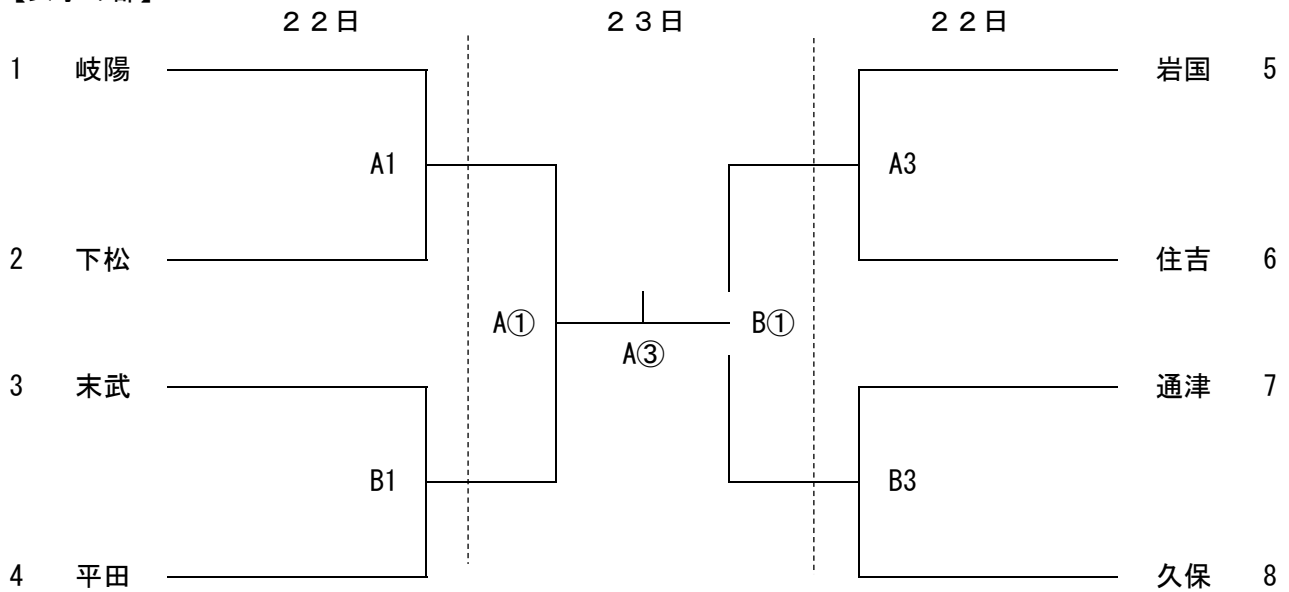 ２２日 ２３日 ２２日
1 岐陽 岩国 5
A1 A3
2 下松 住吉 6
A① B①
A③
3 末武 通津 7
B1 B3
4 平田 久保 8